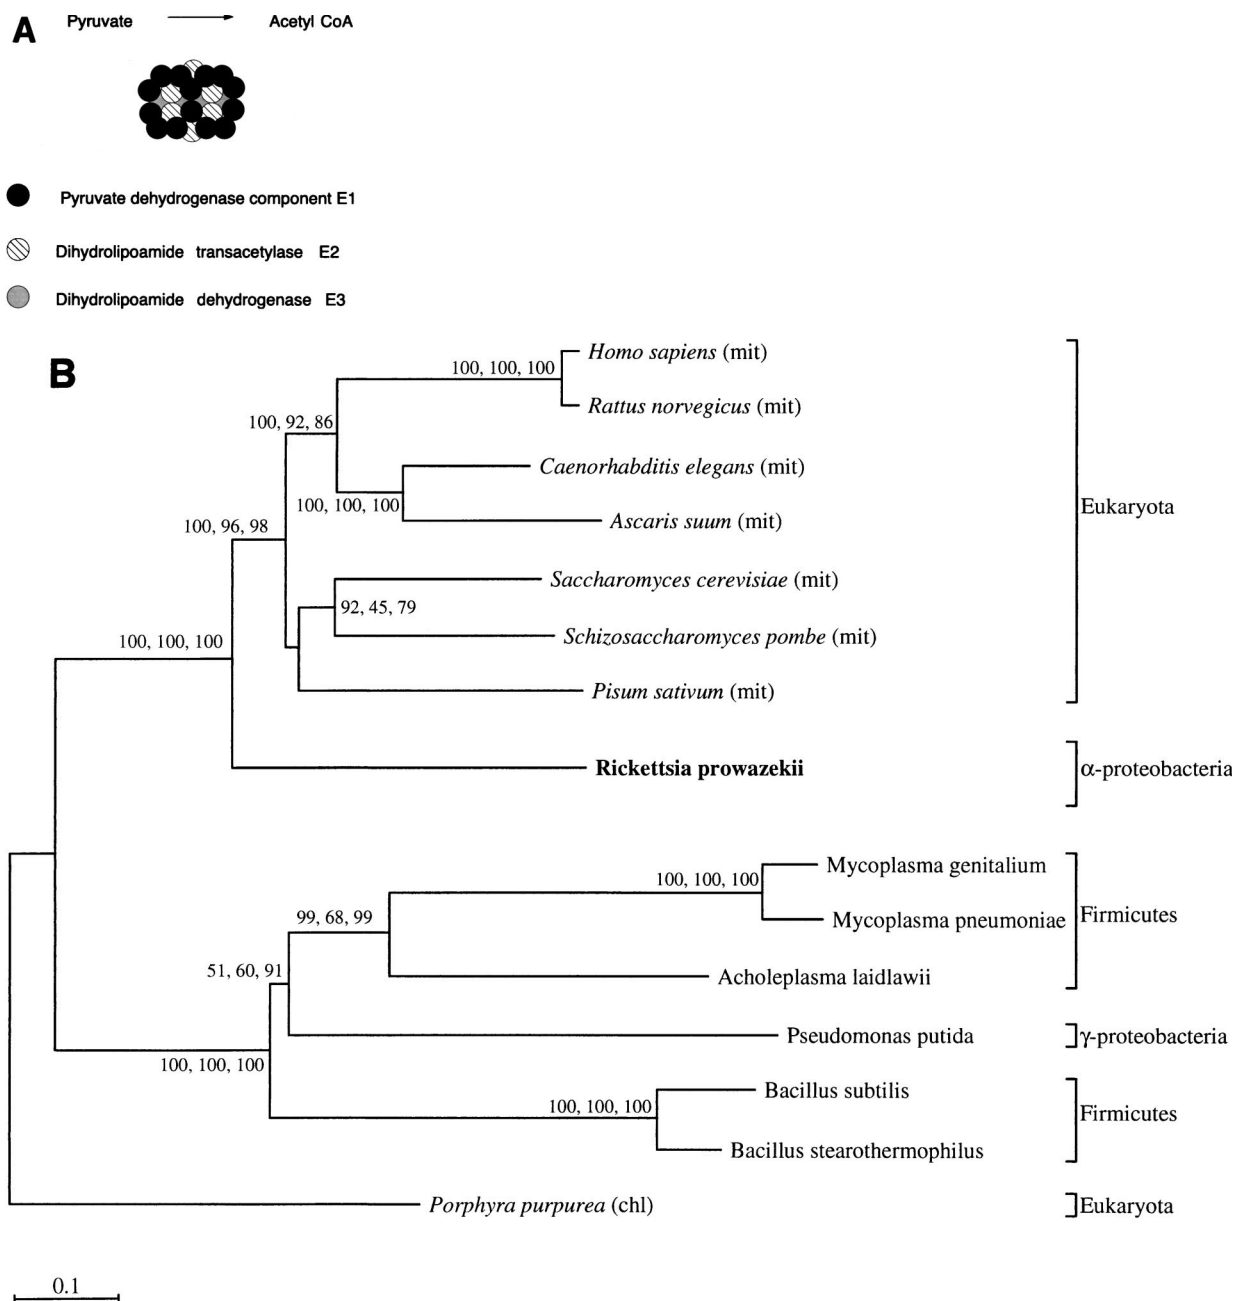 A Pyruvate Acetyl CoA
Pyruvate dehydrogenase component E1
Dihydrolipoamide transacetylase E2
Dihydrolipoamide dehydrogenase E3
B
Homo sapiens (mit)
100, 100, 100
Rattus norvegicus (mit)
100, 92, 86
Caenorhabditis elegans (mit)
100, 100, 100
Eukaryota
Ascaris suum (mit)
100, 96, 98
Saccharomyces cerevisiae (mit)
92, 45, 79
Schizosaccharomyces pombe (mit)
100, 100, 100
Pisum sativum (mit)
Rickettsia prowazekii
α-proteobacteria
Mycoplasma genitalium
100, 100, 100
Mycoplasma pneumoniae
Firmicutes
99, 68, 99
51, 60, 91
Acholeplasma laidlawii
Pseudomonas putida
γ-proteobacteria
100, 100, 100
Bacillus subtilis
100, 100, 100
Firmicutes
Bacillus stearothermophilus
Porphyra purpurea (chl)
Eukaryota
0.1